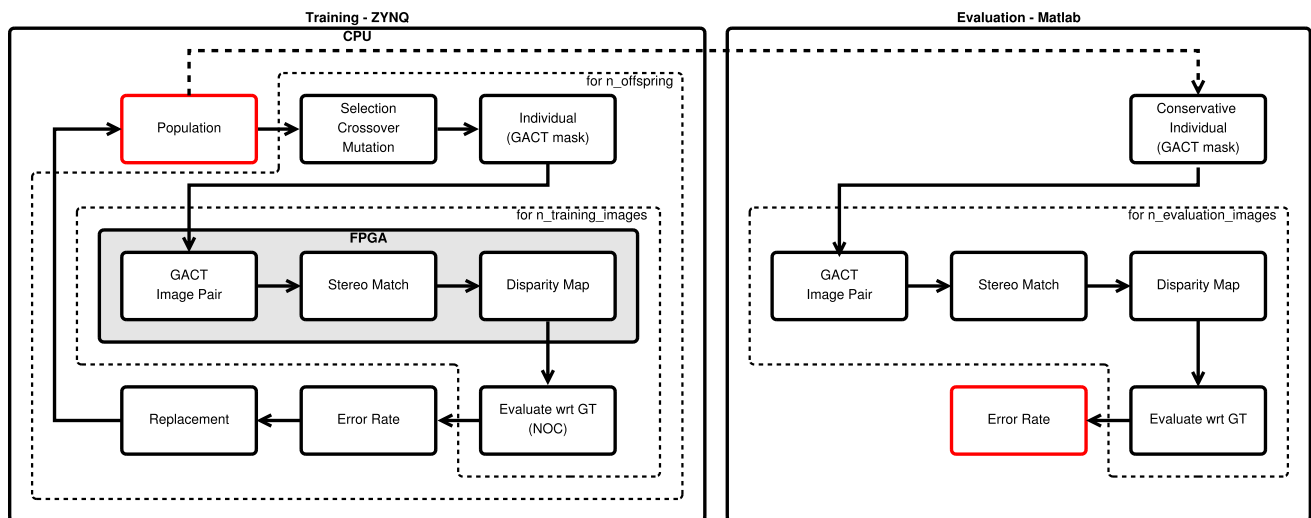 Training - ZYNQ
CPU
for n_offspring
Population
Selection
Crossover
Mutation
Individual
(GACT mask)
for n_training_images
FPGA
GACT
Image Pair
Stereo Match
Disparity Map
Replacement
Error Rate
Evaluate wrt GT
(NOC)
Evaluation - Matlab
Conservative
Individual
(GACT mask)
for n_evaluation_images
GACT
Image Pair
Stereo Match
Disparity Map
Error Rate
Evaluate wrt GT